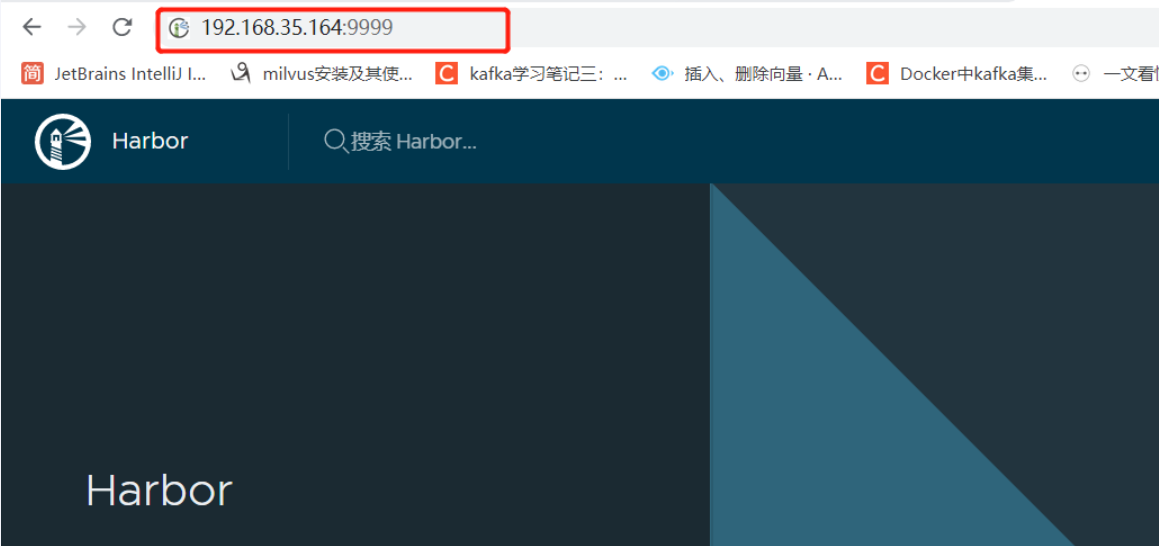 192.168.35.164:9999
简 JetBrains IntelliJ I... milvus安装及其使... C kafka学习笔记三: ... 插入、删除向量 · A... C Docker中kafka集... 一文看
Harbor 搜索 Harbor...
Harbor